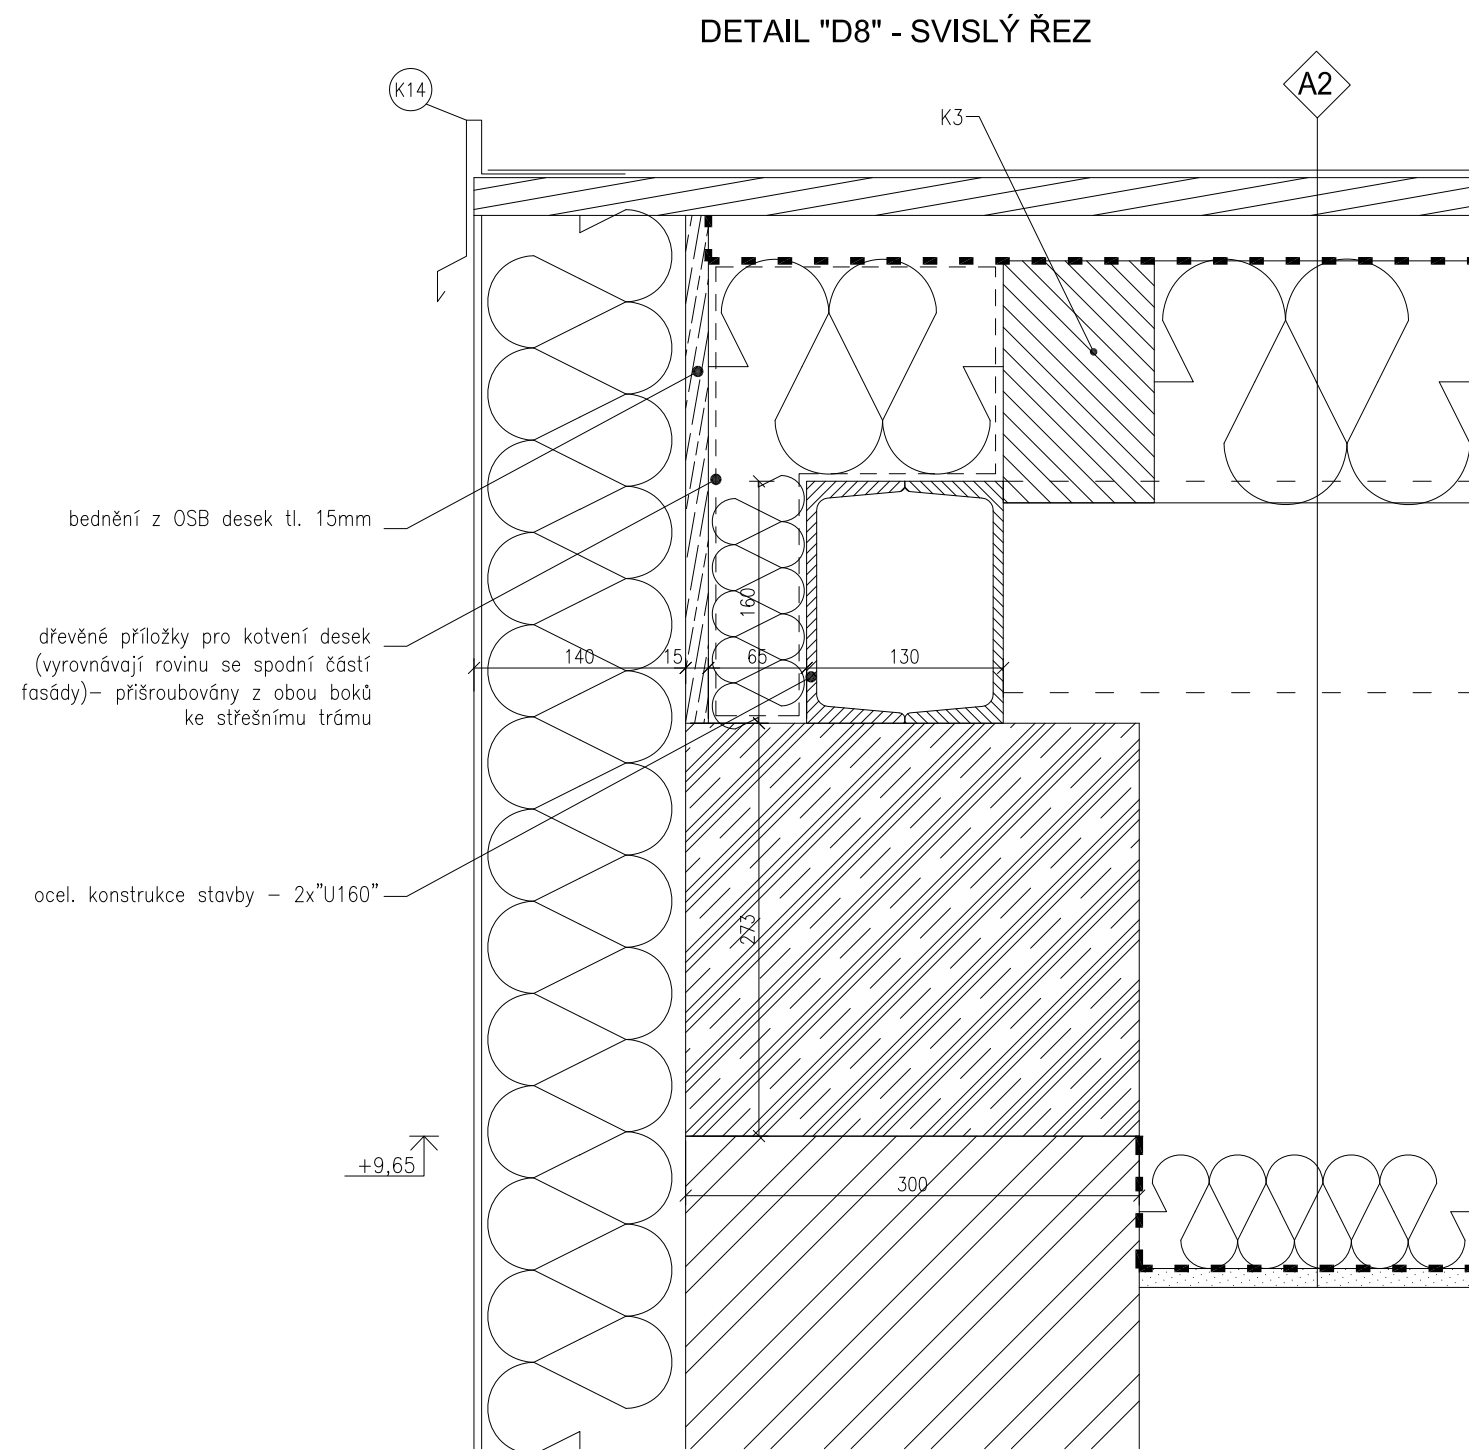 DETAIL "D8" - SVISLÝ ŘEZ
K14
A2
K3
bednění z OSB desek tl. 15mm
dřevěné příložky pro kotvení desek
(vyrovnávají rovinu se spodní částí
fasády)– přišroubovány z obou boků
ke střešnímu trámu
160
140
15
65
130
ocel. konstrukce stavby – 2x"U160"
273
+9,65
300